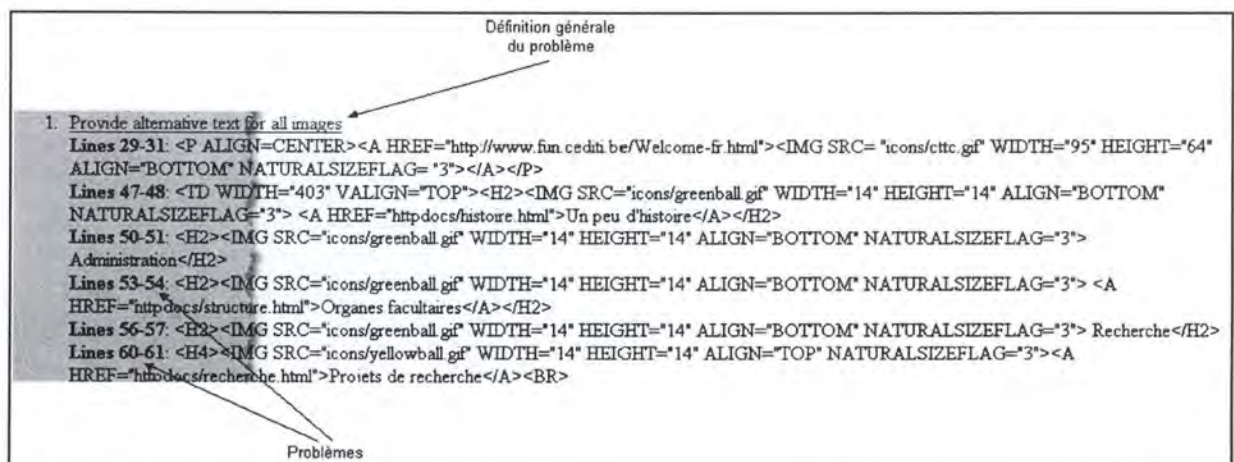 Définition générale
du problème
1. Provide alternative text for all images
Lines 29-31: <P ALIGN=CENTER><A HREF="http://www.fun.cediti.be/Welcome-fr.html"><IMG SRC= "icons/cttc.gif" WIDTH="95" HEIGHT="64"
ALIGN="BOTTOM" NATURALSIZEFLAG= "3"></A></P>
Lines 47-48: <TD WIDTH="403" VALIGN="TOP"><H2><IMG SRC="icons/greenball.gif" WIDTH="14" HEIGHT="14" ALIGN="BOTTOM"
NATURALSIZEFLAG="3"> <A HREF="httpdocs/histoire.html">Un peu d'histoire</A></H2>
Lines 50-51: <H2><IMG SRC="icons/greenball.gif" WIDTH="14" HEIGHT="14" ALIGN="BOTTOM" NATURALSIZEFLAG="3">
Administration</H2>
Lines 53-54: <H2><IMG SRC="icons/greenball.gif" WIDTH="14" HEIGHT="14" ALIGN="BOTTOM" NATURALSIZEFLAG="3"> <A
HREF="httpdocs/structure.html">Organes facultaires</A></H2>
Lines 56-57: <H2><IMG SRC="icons/greenball.gif" WIDTH="14" HEIGHT="14" ALIGN="BOTTOM" NATURALSIZEFLAG="3"> Recherche</H2>
Lines 60-61: <H4><IMG SRC="icons/yellowball.gif" WIDTH="14" HEIGHT="14" ALIGN="TOP" NATURALSIZEFLAG="3"><A
HREF="httpdocs/recherche.html">Projets de recherche</A><BR>
Problèmes